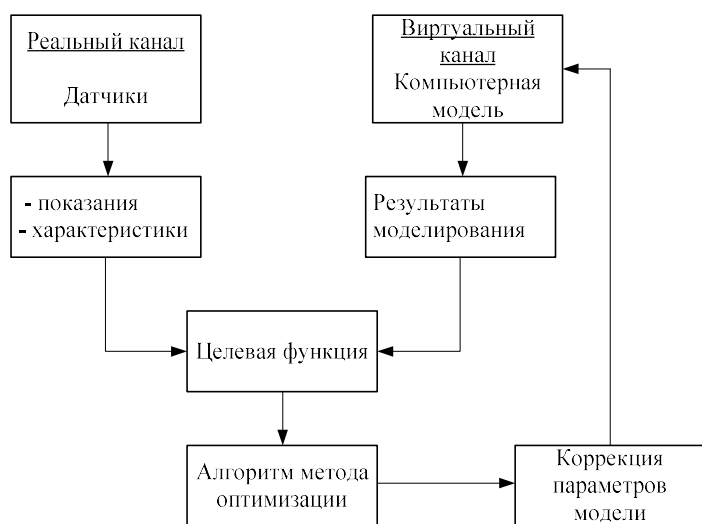 Реальный канал
Датчики
Виртуальный
канал
Компьютерная
модель
- показания
- характеристики
Результаты
моделирования
Целевая функция
Алгоритм метода
оптимизации
Коррекция
параметров
модели